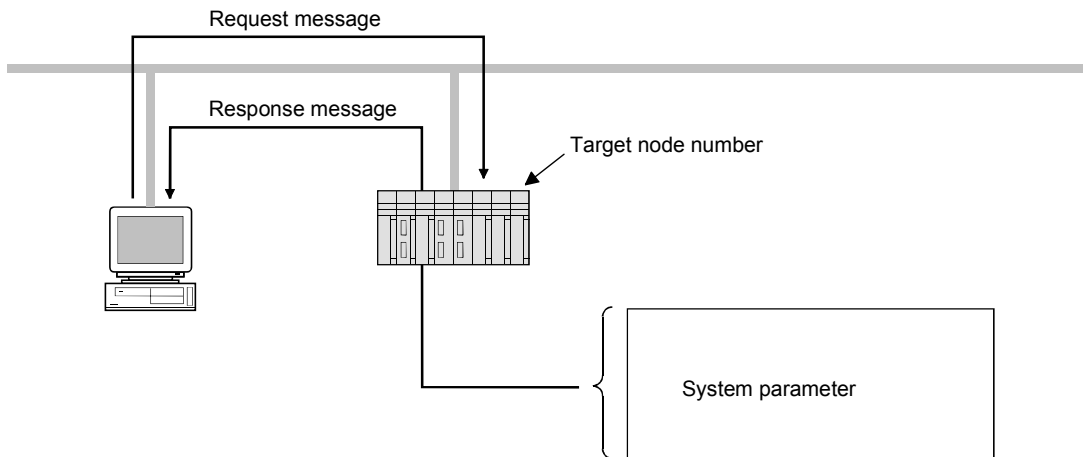 Request message
Response message
Target node number
System parameter